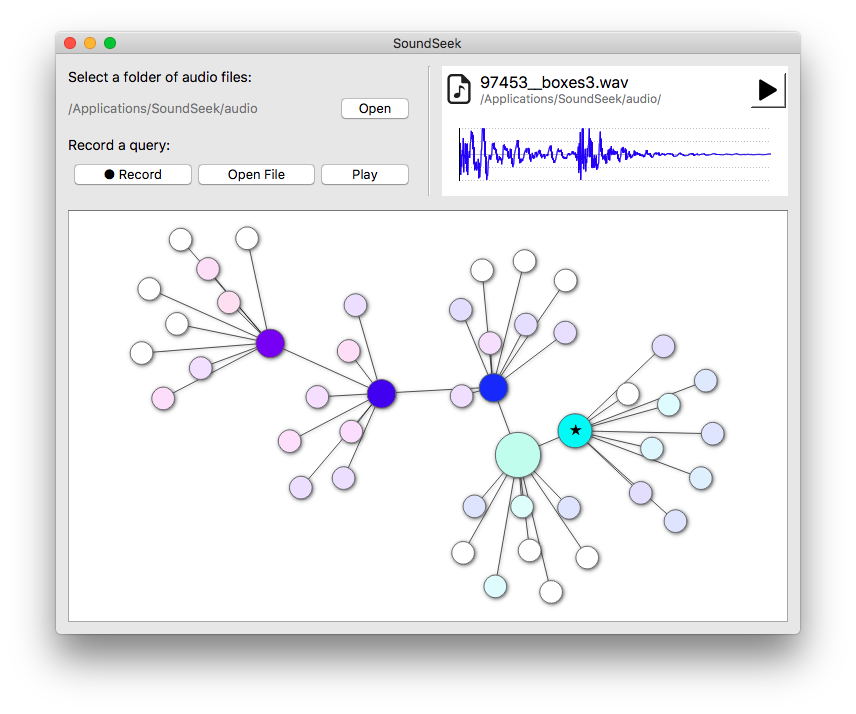 SoundSeek
Select a folder of audio files:
/Applications/SoundSeek/audio
Open
Record a query:
Record
Open File
Play
97453__boxes3.wav
/Applications/SoundSeek/audio/